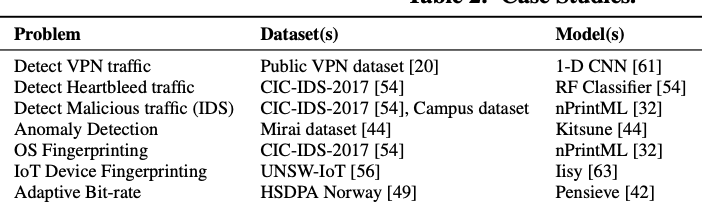 Table 2. Case Studies.
Problem Dataset(s) Model(s)
Detect VPN traffic Public VPN dataset [20] 1-D CNN [61]
Detect Heartbleed traffic CIC-IDS-2017 [54] RF Classifier [54]
Detect Malicious traffic (IDS) CIC-IDS-2017 [54], Campus dataset nPrintML [32]
Anomaly Detection Mirai dataset [44] Kitsune [44]
OS Fingerprinting CIC-IDS-2017 [54] nPrintML [32]
IoT Device Fingerprinting UNSW-IoT [56] Iisy [63]
Adaptive Bit-rate HSDPA Norway [49] Pensieve [42]